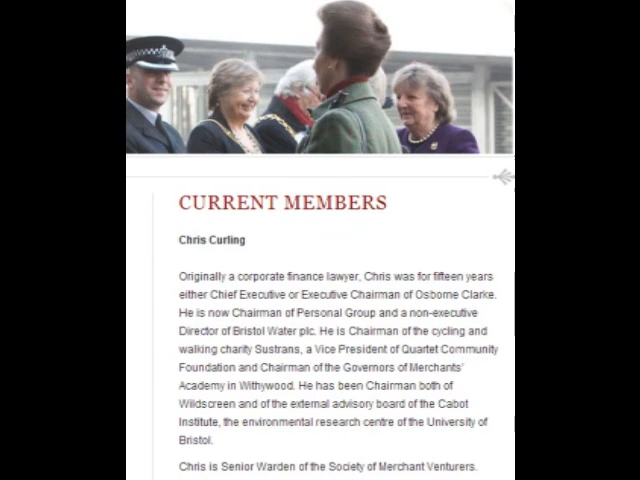 CURRENT MEMBERS
Chris Curling
Originally a corporate finance lawyer, Chris was for fifteen years
either Chief Executive or Executive Chairman of Osborne Clarke.
He is now Chairman of Personal Group and a non-executive
Director of Bristol Water plc. He is Chairman of the cycling and
walking charity Sustrans, a Vice President of Quartet Community
Foundation and Chairman of the Governors of Merchants'
Academy in Withywood. He has been Chairman both of
Wildscreen and of the external advisory board of the Cabot
Institute, the environmental research centre of the University of
Bristol.
Chris is Senior Warden of the Society of Merchant Venturers.